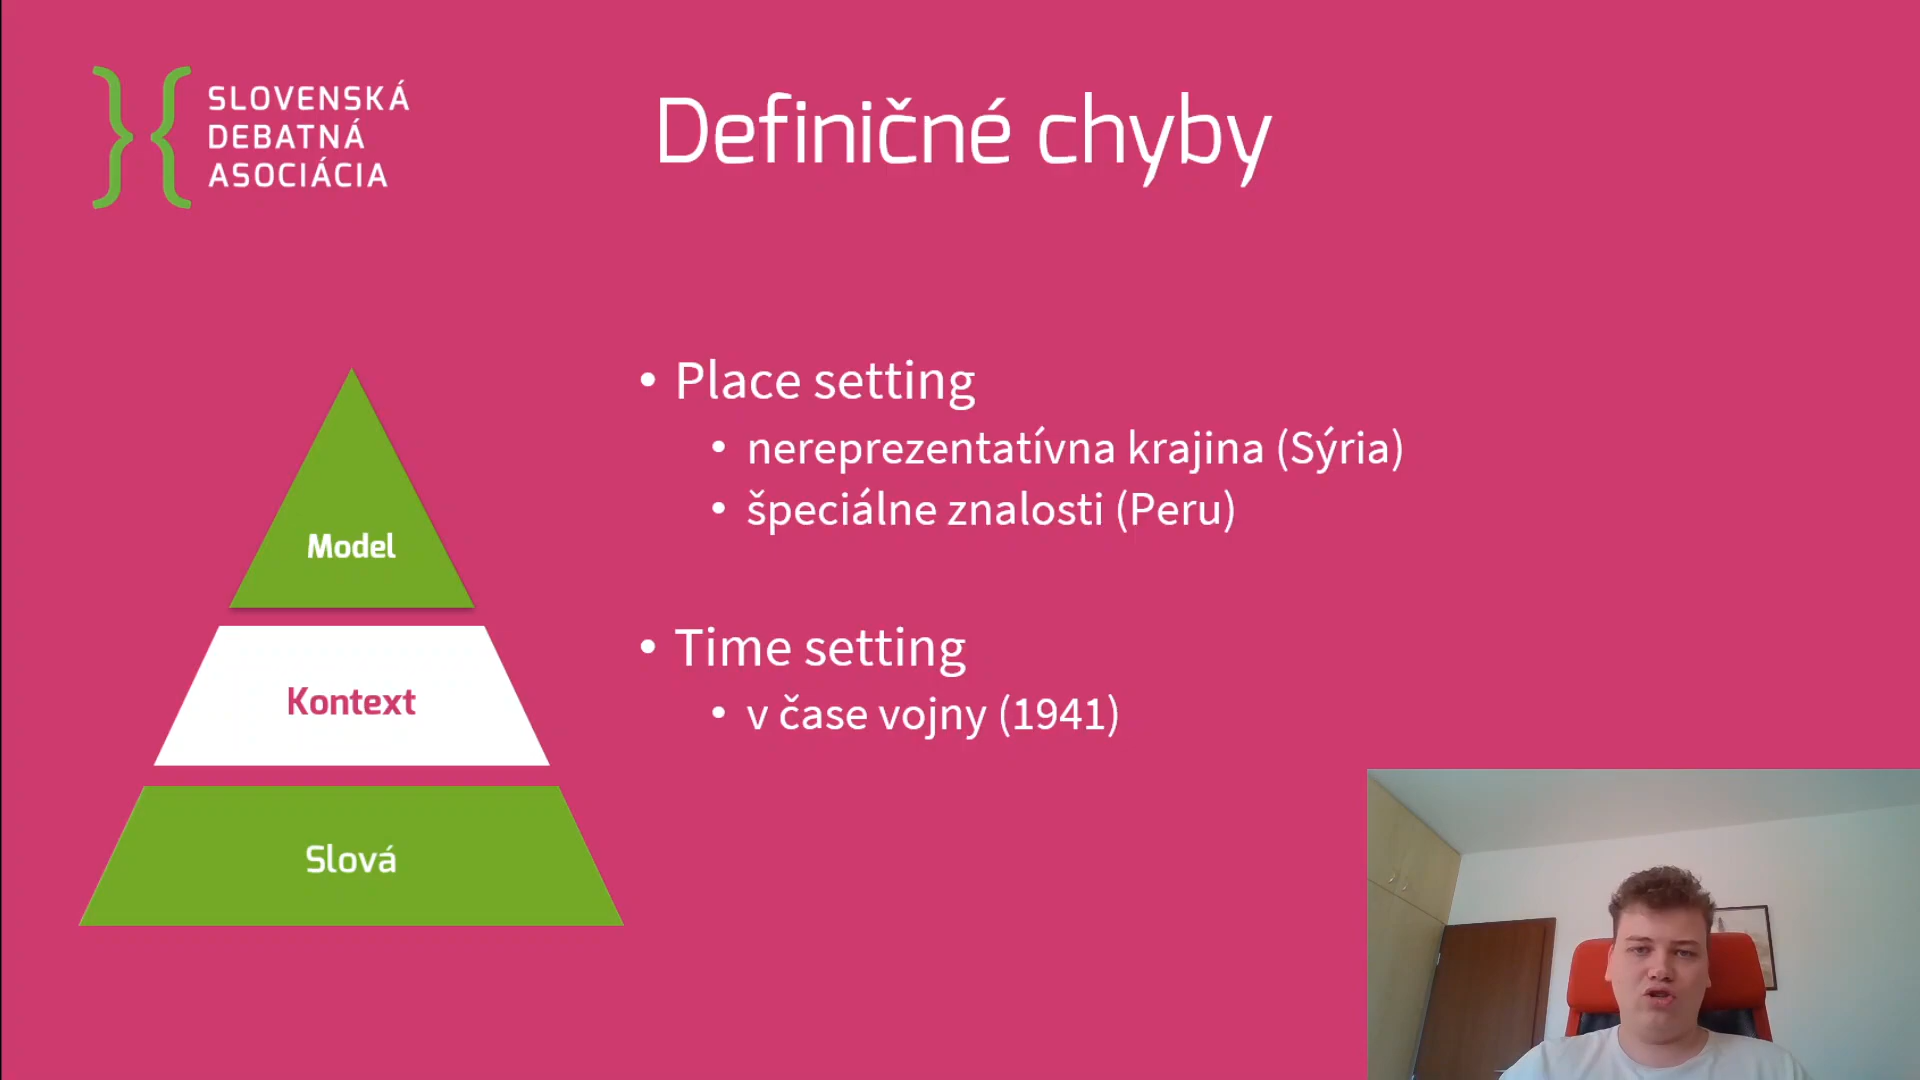 SLOVENSKÁ
DEBATNÁ
ASOCIÁCIA
Definičné chyby
• Place setting
• nereprezentatívna krajina (Sýria)
• špeciálne znalosti (Peru)
• Time setting
• v čase vojny (1941)
Model
Kontext
Slová